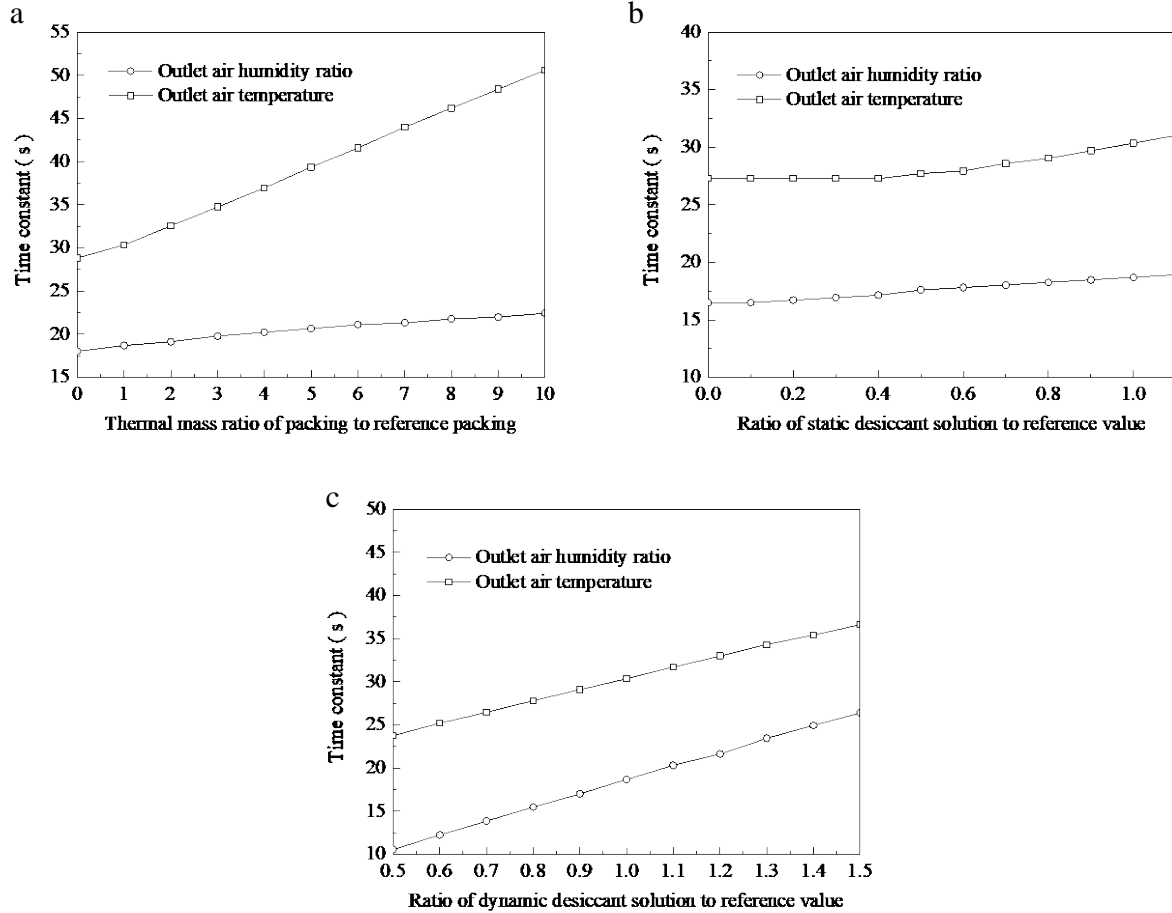 a
55
50
45
40
35
30
25
20
15
Time constant ( s )
Outlet air humidity ratio
Outlet air temperature
0 1 2 3 4 5 6 7 8 9 10
Thermal mass ratio of packing to reference packing
b
40
35
30
25
20
15
10
Time constant ( s )
Outlet air humidity ratio
Outlet air temperature
0.0 0.2 0.4 0.6 0.8 1.0
Ratio of static desiccant solution to reference value
c
50
45
40
35
30
25
20
15
10
Time constant ( s )
Outlet air humidity ratio
Outlet air temperature
0.5 0.6 0.7 0.8 0.9 1.0 1.1 1.2 1.3 1.4 1.5
Ratio of dynamic desiccant solution to reference value